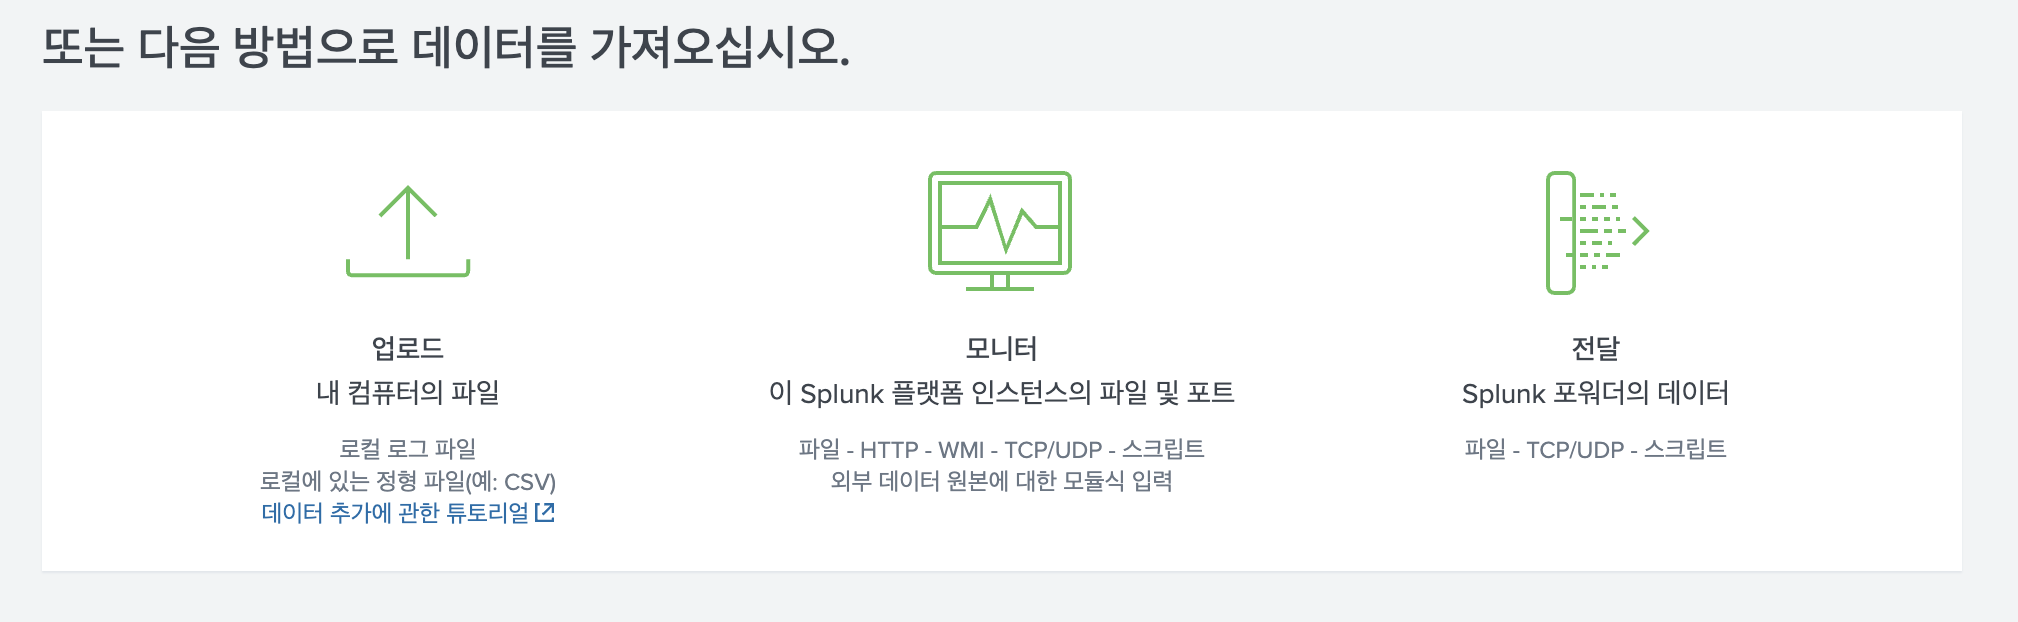 또는 다음 방법으로 데이터를 가져오십시오.
업로드
내 컴퓨터의 파일
로컬 로그 파일
로컬에 있는 정형 파일(예: CSV)
데이터 추가에 관한 튜토리얼
모니터
이 Splunk 플랫폼 인스턴스의 파일 및 포트
파일 - HTTP - WMI - TCP/UDP - 스크립트
외부 데이터 원본에 대한 모듈식 입력
전달
Splunk 포워더의 데이터
파일 - TCP/UDP - 스크립트